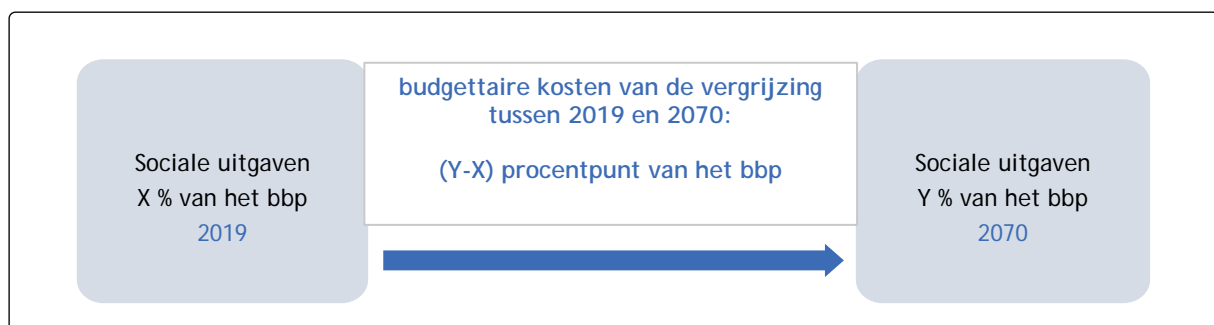 Sociale uitgaven
X % van het bbp
2019
budgettaire kosten van de vergrijzing
tussen 2019 en 2070:
(Y-X) procentpunt van het bbp
Sociale uitgaven
Y % van het bbp
2070